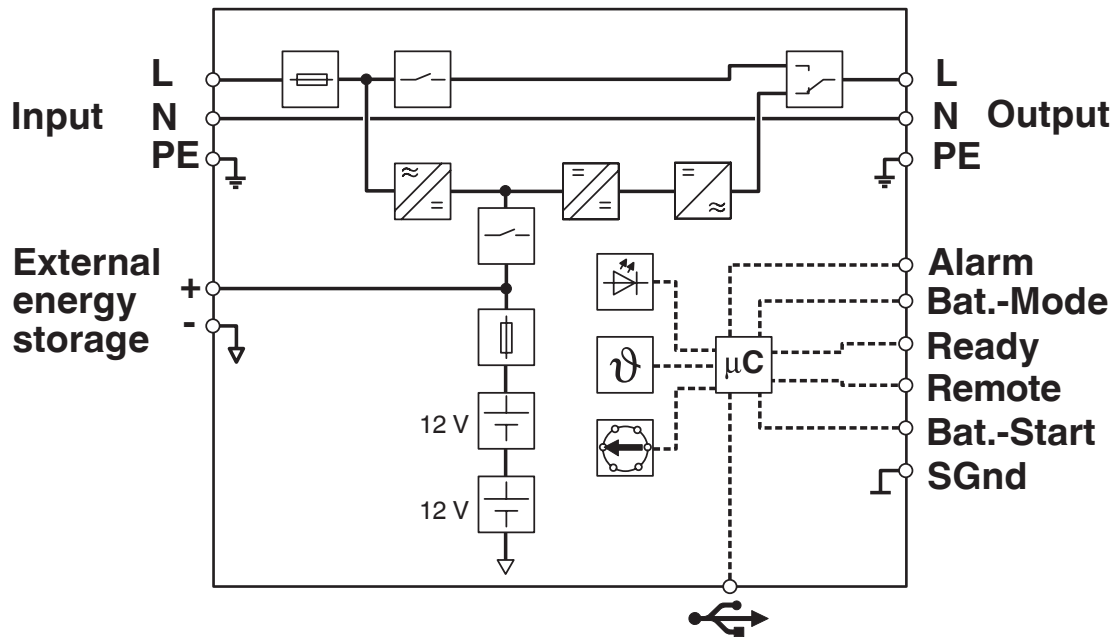 L
Input N
PE
L
N Output
PE
External
energy
storage
+
-
12 V
12 V
ϑ
µC
Alarm
Bat.-Mode
Ready
Remote
Bat.-Start
SGnd